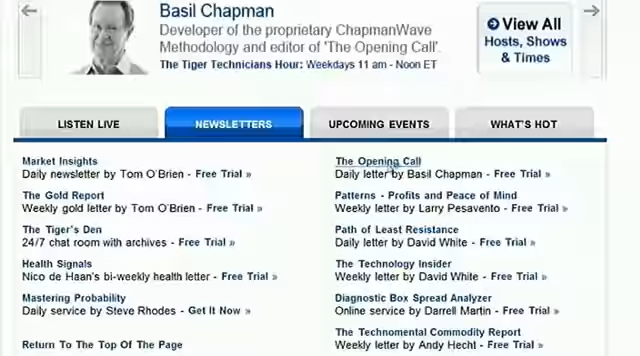 Basil Chapman
Developer of the proprietary ChapmanWave
Methodology and editor of 'The Opening Call'.
The Tiger Technicians Hour: Weekdays 11 am - Noon ET
View All
Hosts, Shows
& Times
LISTEN LIVE
NEWSLETTERS
UPCOMING EVENTS
WHAT'S HOT
Market Insights
Daily newsletter by Tom O'Brien - Free Trial »
The Gold Report
Weekly gold letter by Tom O'Brien - Free Trial »
The Tiger's Den
24/7 chat room with archives - Free Trial »
Health Signals
Nico de Haan's bi-weekly health letter - Free Trial »
Mastering Probability
Daily service by Steve Rhodes - Get It Now »
Return To The Top Of The Page
The Opening Call
Daily letter by Basil Chapman - Free Trial »
Patterns - Profits and Peace of Mind
Weekly letter by Larry Pesavento - Free Trial »
Path of Least Resistance
Daily letter by David White - Free Trial »
The Technology Insider
Weekly letter by David White - Free Trial »
Diagnostic Box Spread Analyzer
Online service by Darrell Martin - Free Trial »
The Technomental Commodity Report
Weekly letter by Andy Hecht - Free Trial »